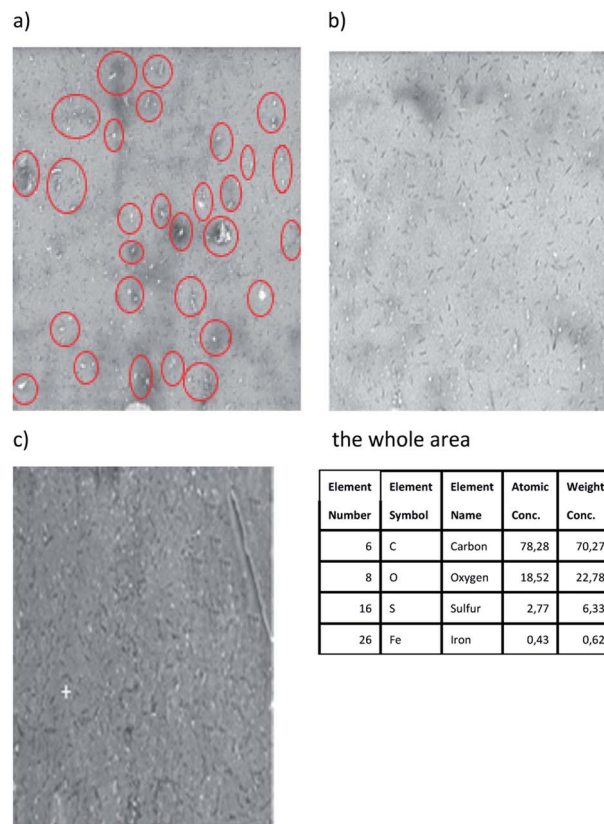 a)
b)
c)
the whole area
Element Number Element Symbol Element Name Atomic Conc. Weight Conc.
6 C Carbon 78,28 70,27
8 O Oxygen 18,52 22,78
16 S Sulfur 2,77 6,33
26 Fe Iron 0,43 0,62